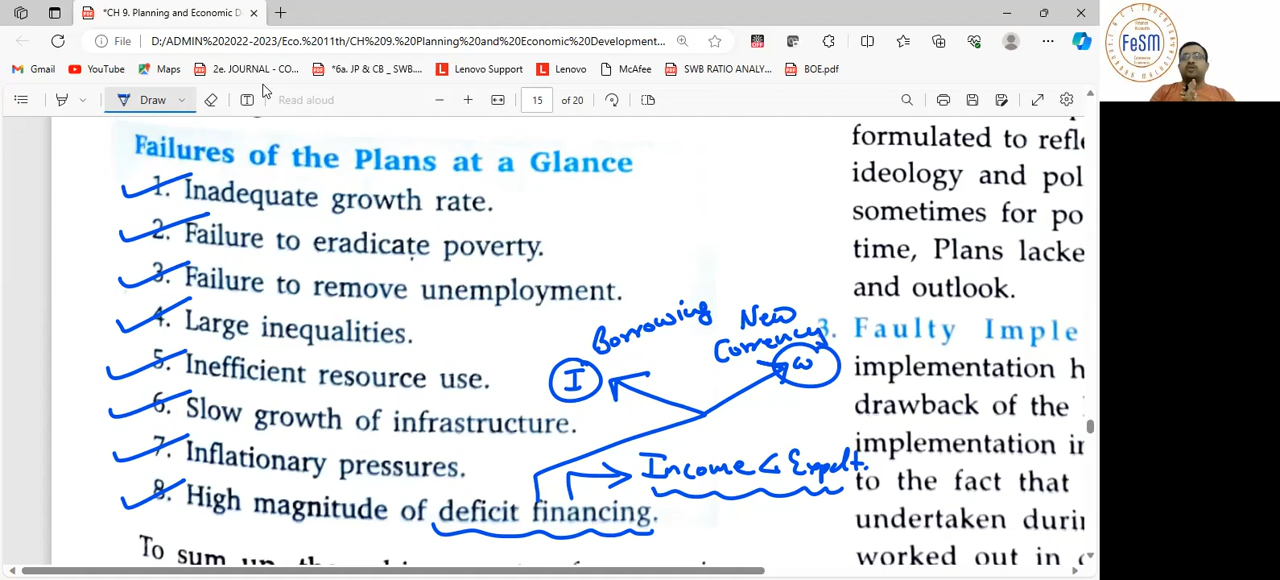 *CH 9. Planning and Economic D
File
D:/ADMIN%202022-2023/Eco.%2011th/CH%209.%20Planning%20and%20Economic%20Development...
Gmail
YouTube
Maps
2e. JOURNAL - CO...
*6a. JP & CB _ SWB....
Lenovo Support
Lenovo
McAfee
SWB RATIO ANALY...
BOE.pdf
Draw
Read aloud
15 of 20
FeSM
Failures of the Plans at a Glance
1. Inadequate growth rate.
2. Failure to eradicate poverty.
3. Failure to remove unemployment.
4. Large inequalities.
5. Inefficient resource use.
6. Slow growth of infrastructure.
7. Inflationary pressures.
8. High magnitude of deficit financing.
To sum up
Borrowing
New
Currency
I
Income < Expdt.
formulated to refle
ideology and pol
sometimes for po
time, Plans lacke
and outlook.
3. Faulty Imple
implementation h
drawback of the
implementation in
to the fact that
undertaken durin
worked out in